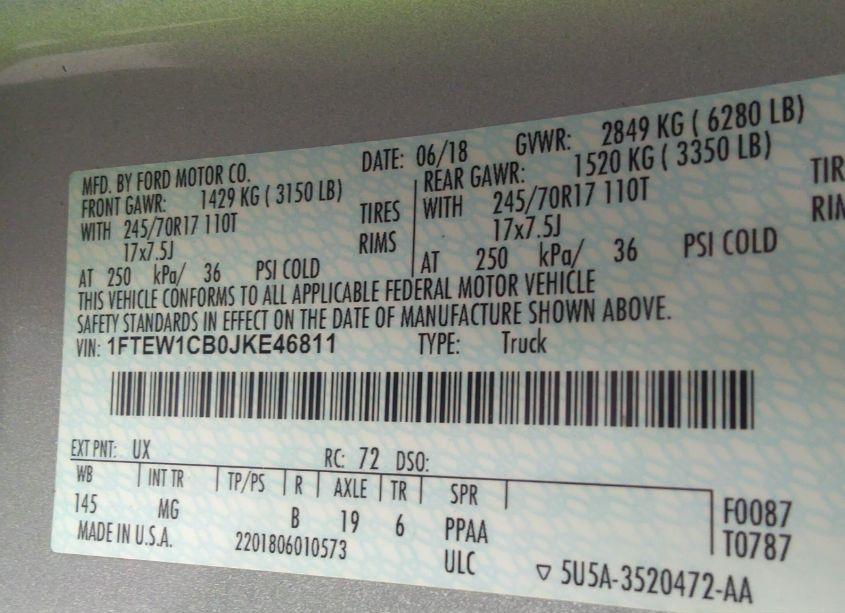 MFD. BY FORD MOTOR CO. DATE: 06/18 GVWR: 2849 KG ( 6280 LB)
FRONT GAWR: 1429 KG ( 3150 LB) REAR GAWR: 1520 KG ( 3350 LB)
WITH 245/70R17 110T TIRES WITH 245/70R17 110T TIR
17x7.5J RIMS 17x7.5J RIM
AT 250 kPa/ 36 PSI COLD AT 250 kPa/ 36 PSI COLD
THIS VEHICLE CONFORMS TO ALL APPLICABLE FEDERAL MOTOR VEHICLE
SAFETY STANDARDS IN EFFECT ON THE DATE OF MANUFACTURE SHOWN ABOVE.
VIN: 1FTEW1CB0JKE46811 TYPE: Truck
EXT PNT: UX RC: 72 DSO:
WB INT TR TP/PS R AXLE TR SPR
145 MG B 19 6 PPAA F0087
MADE IN U.S.A. 2201806010573 ULC T0787
▽ 5U5A-3520472-AA